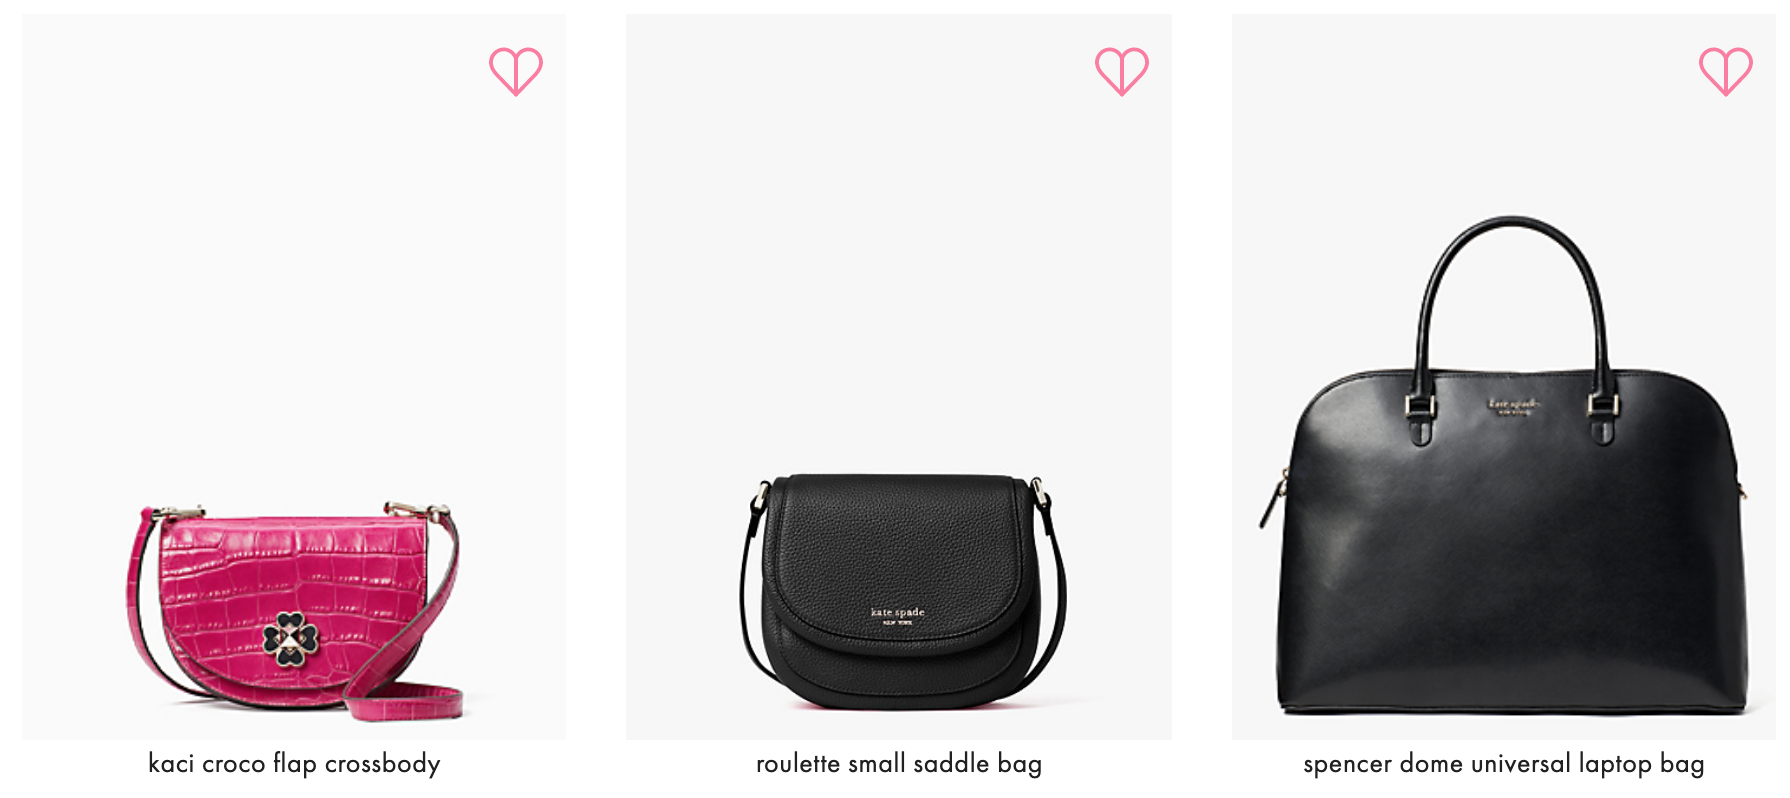 kate spade
NEW YORK
kate spade
NEW YORK
kaci croco flap crossbody
roulette small saddle bag
spencer dome universal laptop bag